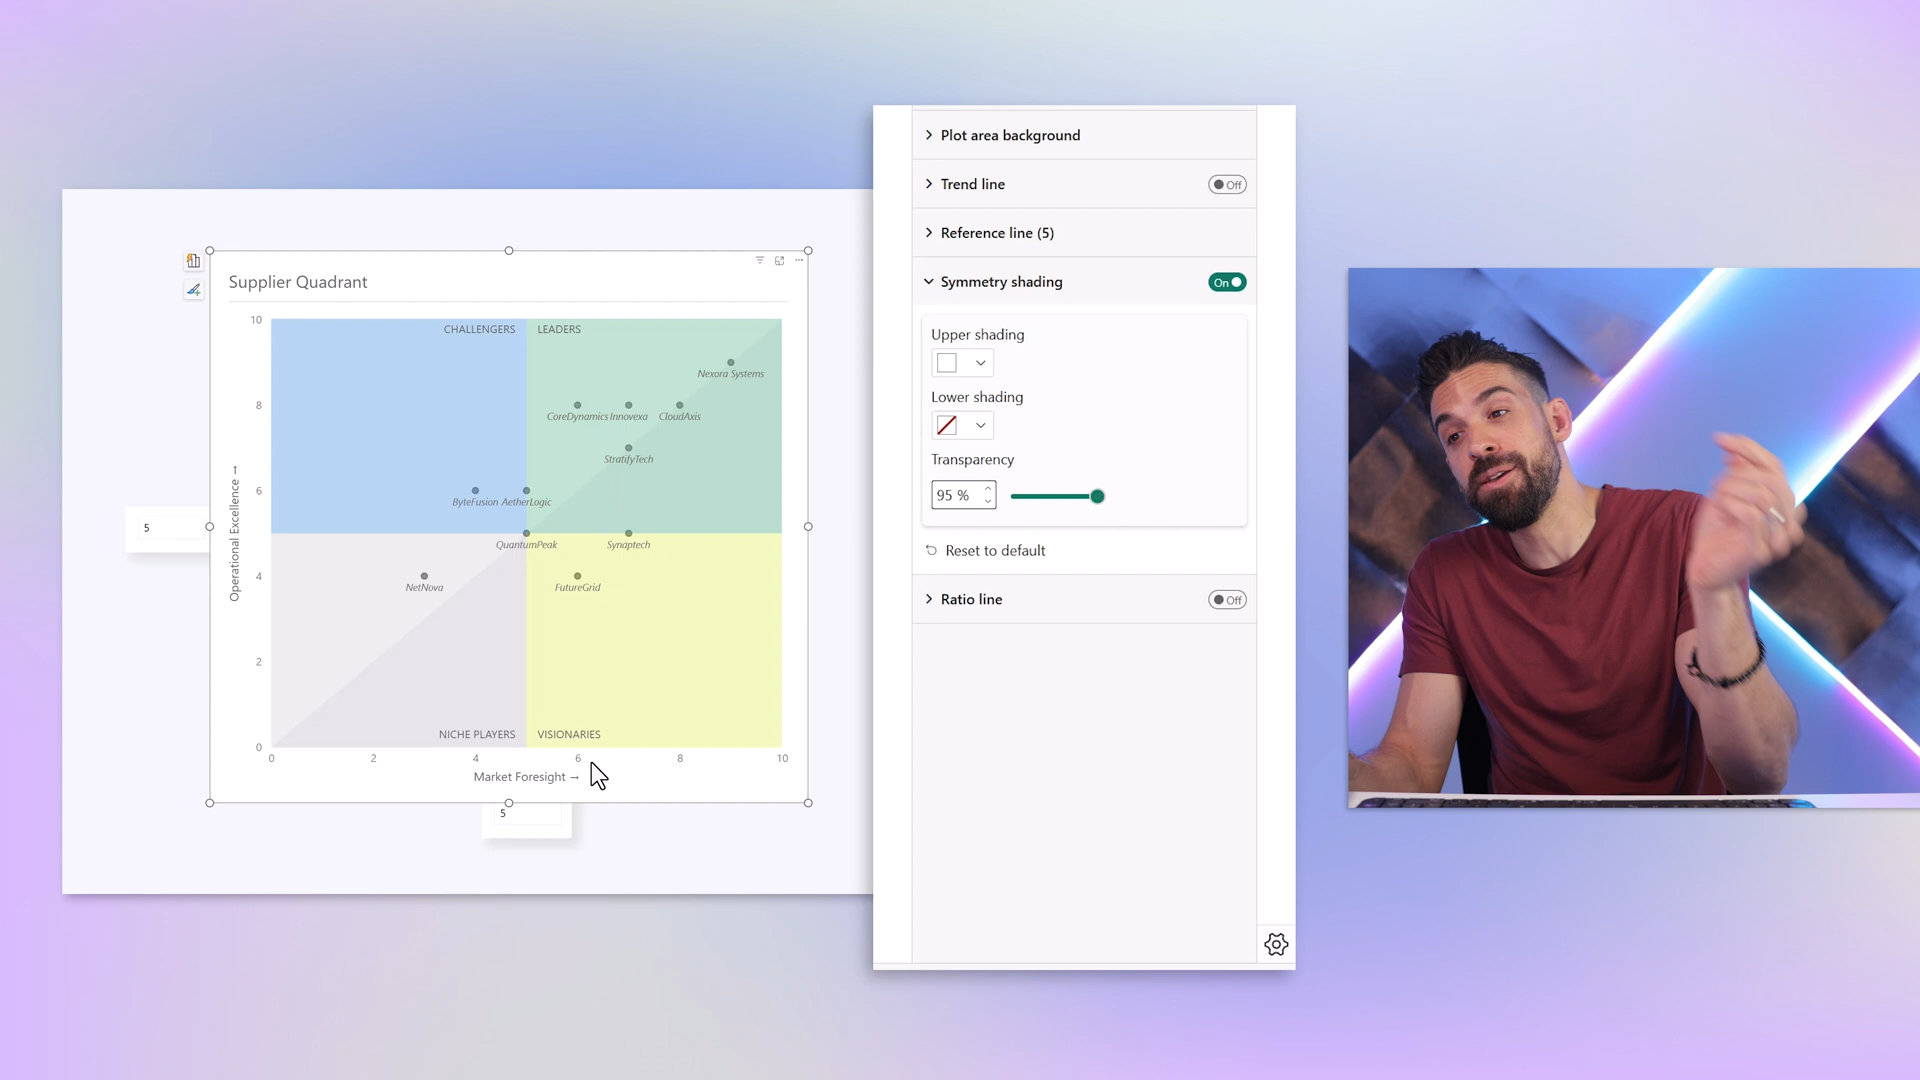 Supplier Quadrant
10
8
6
4
2
0
Operational Excellence →
CHALLENGERS
LEADERS
Nexora Systems
CoreDynamics
Innovexa
CloudAxis
StratifyTech
ByteFusion
AetherLogic
QuantumPeak
Synaptech
NetNova
FutureGrid
NICHE PLAYERS
VISIONARIES
0
2
4
6
8
10
Market Foresight →
5
5
Plot area background
Trend line
Off
Reference line (5)
Symmetry shading
On
Upper shading
Lower shading
Transparency
95 %
Reset to default
Ratio line
Off